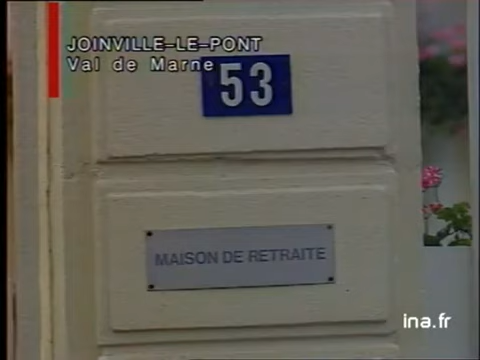 JOINVILLE-LE-PONT
Val de Marne
53
MAISON DE RETRAITE
ina.fr